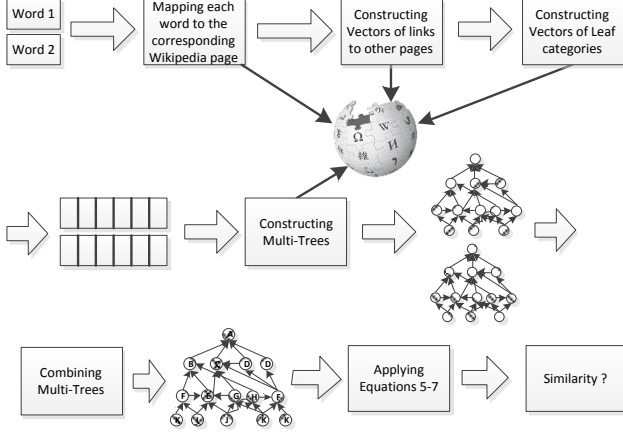 Word 1
Word 2
Mapping each
word to the
corresponding
Wikipedia page
Constructing
Vectors of links
to other pages
Constructing
Vectors of Leaf
categories
Ω W
И
Constructing
Multi-Trees
Combining
Multi-Trees
A
B C D D
F E G H F
K L J K K
Applying
Equations 5-7
Similarity ?